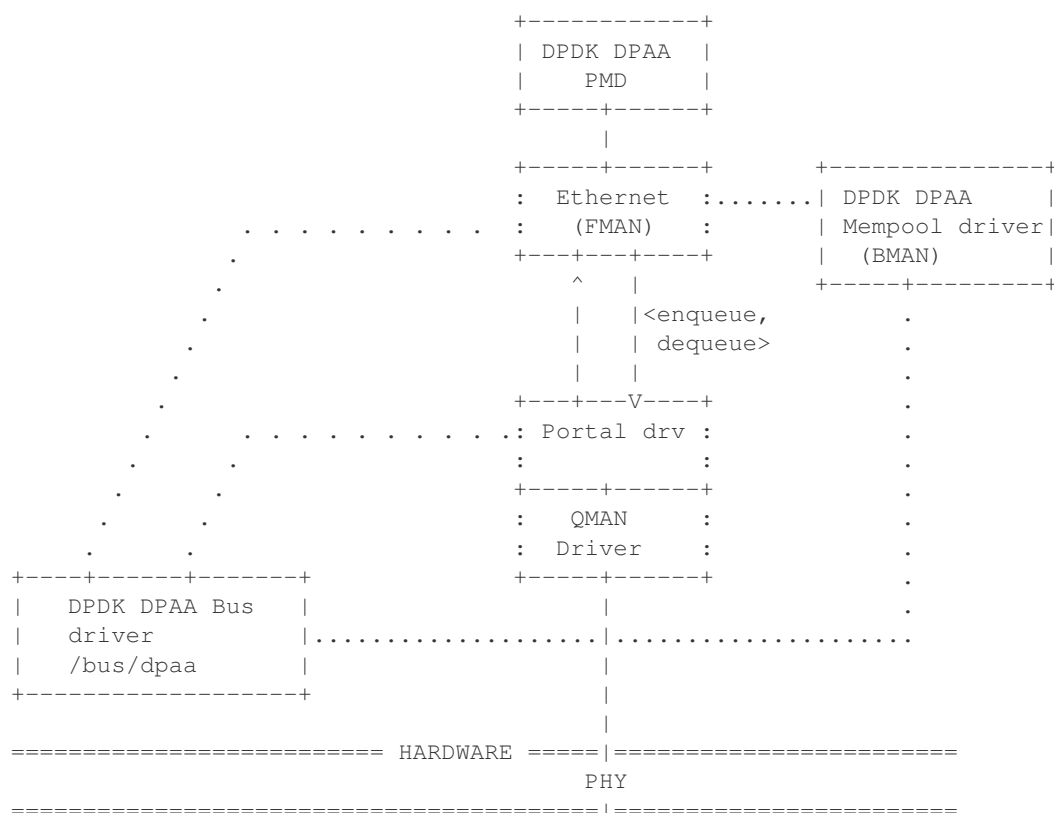 DPDK DPAA
PMD
Ethernet
(FMAN)
DPDK DPAA
Mempool driver
(BMAN)
<enqueue,
dequeue>
Portal drv
QMAN
Driver
DPDK DPAA Bus
driver
/bus/dpaa
HARDWARE
PHY